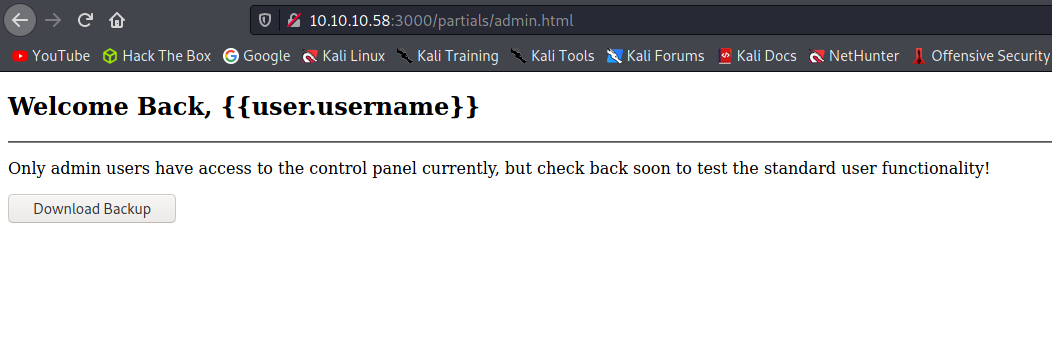 10.10.10.58:3000/partials/admin.html
YouTube Hack The Box Google Kali Linux Kali Training Kali Tools Kali Forums Kali Docs NetHunter Offensive Security
Welcome Back, {{user.username}}
Only admin users have access to the control panel currently, but check back soon to test the standard user functionality!
Download Backup